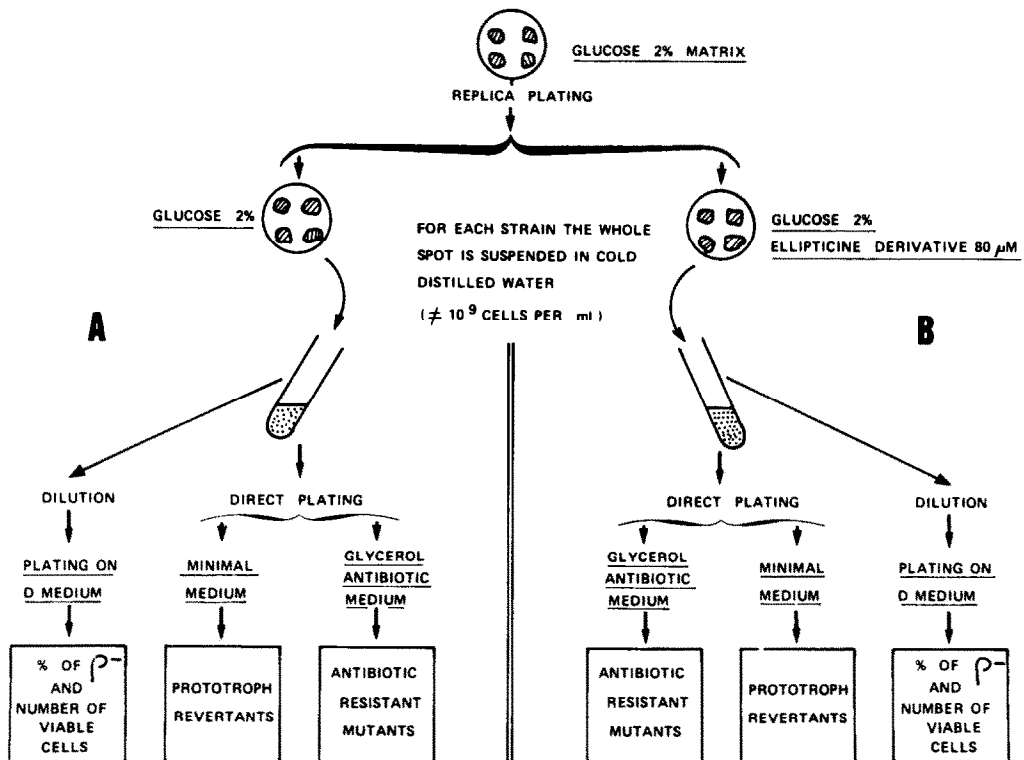 GLUCOSE 2% MATRIX
REPLICA PLATING
GLUCOSE 2%
FOR EACH STRAIN THE WHOLE
SPOT IS SUSPENDED IN COLD
DISTILLED WATER
(≠ 10⁹ CELLS PER ml)
GLUCOSE 2%
ELLIPTICINE DERIVATIVE 80 μM
A
B
DILUTION
PLATING ON
D MEDIUM
% OF ρ⁻
AND
NUMBER OF
VIABLE
CELLS
DIRECT PLATING
MINIMAL
MEDIUM
PROTOTROPH
REVERTANTS
GLYCEROL
ANTIBIOTIC
MEDIUM
ANTIBIOTIC
RESISTANT
MUTANTS
DIRECT PLATING
GLYCEROL
ANTIBIOTIC
MEDIUM
ANTIBIOTIC
RESISTANT
MUTANTS
MINIMAL
MEDIUM
PROTOTROPH
REVERTANTS
DILUTION
PLATING ON
D MEDIUM
% OF ρ⁻
AND
NUMBER OF
VIABLE
CELLS